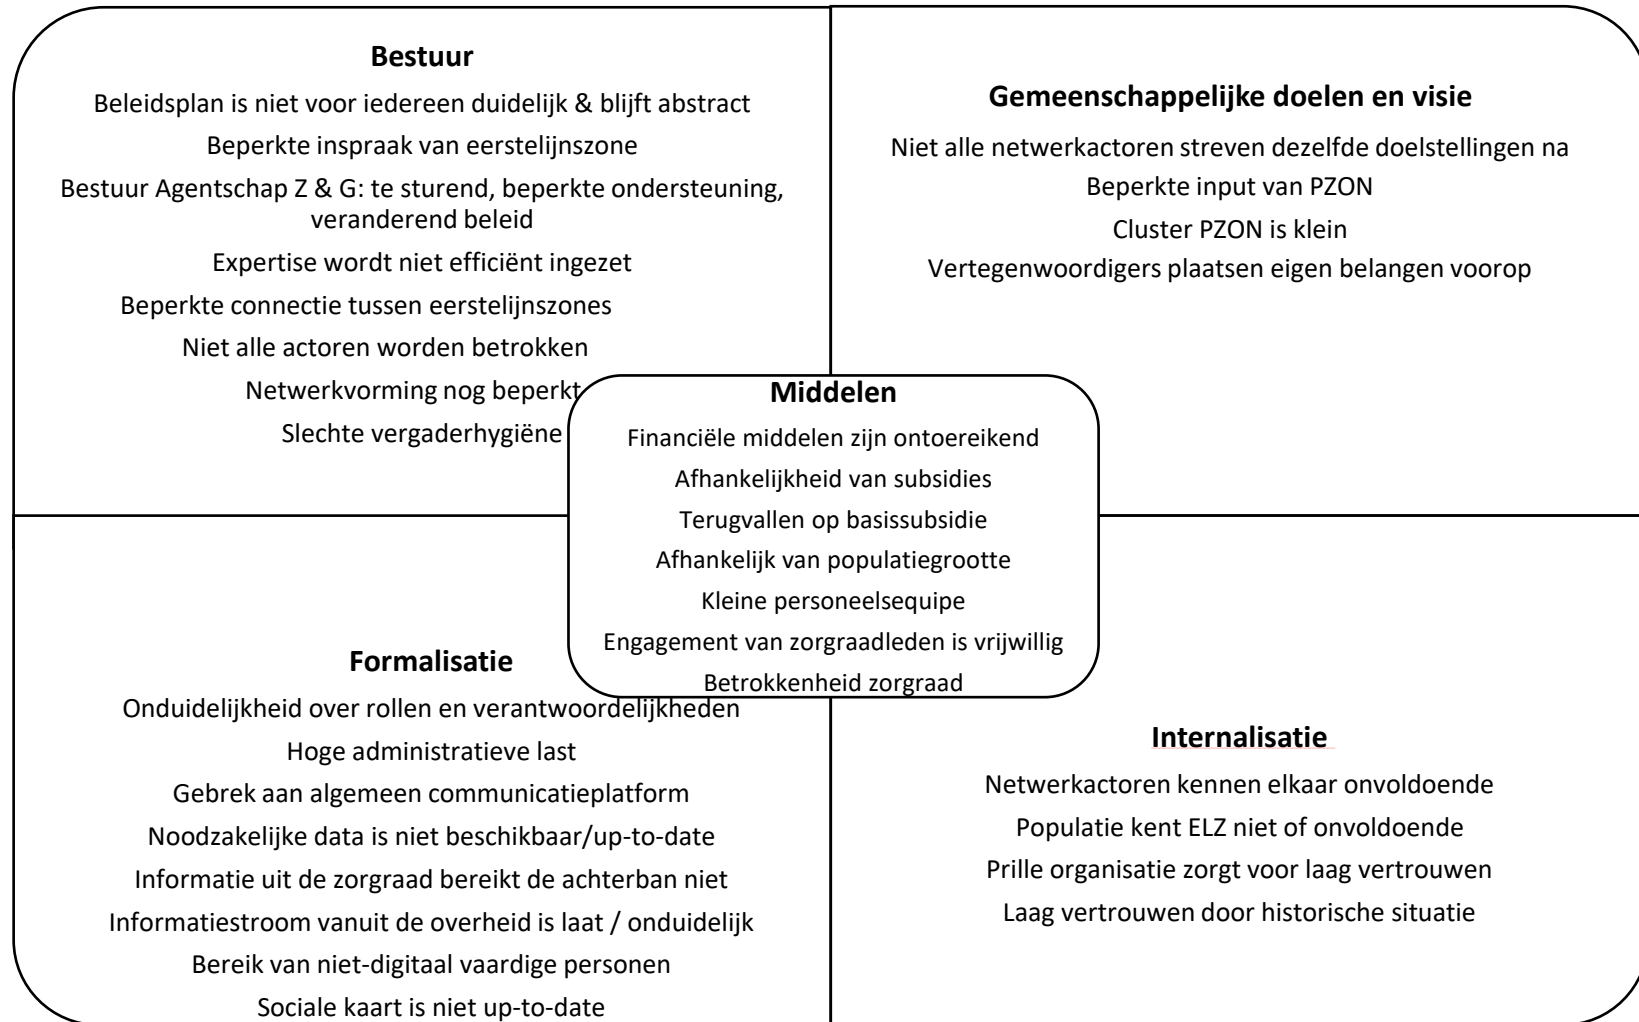 Bestuur
Beleidsplan is niet voor iedereen duidelijk & blijft abstract
Beperkte inspraak van eerstelijnszone
Bestuur Agentschap Z & G: te sturend, beperkte ondersteuning,
veranderend beleid
Expertise wordt niet efficiënt ingezet
Beperkte connectie tussen eerstelijnszones
Niet alle actoren worden betrokken
Netwerkvorming nog beperkt
Slechte vergaderhygiëne
Gemeenschappelijke doelen en visie
Niet alle netwerkactoren streven dezelfde doelstellingen na
Beperkte input van PZON
Cluster PZON is klein
Vertegenwoordigers plaatsen eigen belangen voorop
Middelen
Financiële middelen zijn ontoereikend
Afhankelijkheid van subsidies
Terugvallen op basissubsidie
Afhankelijk van populatiegrootte
Kleine personeelsequipe
Engagement van zorgraadleden is vrijwillig
Betrokkenheid zorgraad
Formalisatie
Onduidelijkheid over rollen en verantwoordelijkheden
Hoge administratieve last
Gebrek aan algemeen communicatieplatform
Noodzakelijke data is niet beschikbaar/up-to-date
Informatie uit de zorgraad bereikt de achterban niet
Informatiestroom vanuit de overheid is laat / onduidelijk
Bereik van niet-digitaal vaardige personen
Sociale kaart is niet up-to-date
Internalisatie
Netwerkactoren kennen elkaar onvoldoende
Populatie kent ELZ niet of onvoldoende
Prille organisatie zorgt voor laag vertrouwen
Laag vertrouwen door historische situatie